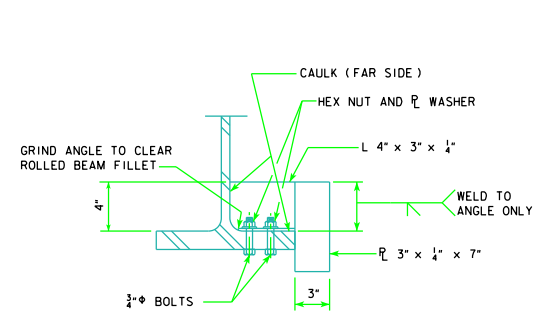 CAULK (FAR SIDE)
HEX NUT AND ℄ WASHER
GRIND ANGLE TO CLEAR
ROLLED BEAM FILLET
L 4" x 3" x 1/4"
WELD TO
ANGLE ONLY
4"
PL 3" x 1/4" x 7"
3"
3/4"Φ BOLTS